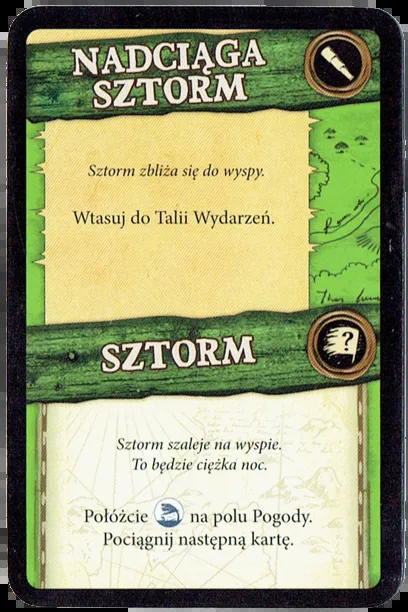 NADCIĄGA
SZTORM
Sztorm zbliża się do wyspy.
Wtasuj do Talii Wydarzeń.
SZTORM
?
Sztorm szaleje na wyspie.
To będzie ciężka noc.
Połóżcie na polu Pogody.
Pociągnij następną kartę.